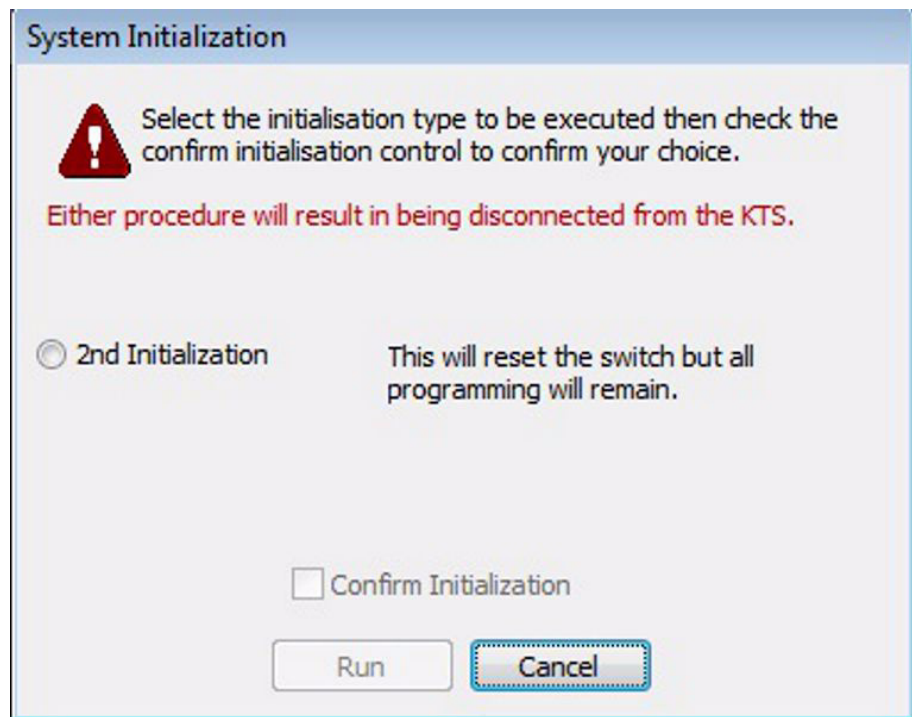 System Initialization
Select the initialisation type to be executed then check the
confirm initialisation control to confirm your choice.
Either procedure will result in being disconnected from the KTS.
2nd Initialization
This will reset the switch but all
programming will remain.
Confirm Initialization
Run
Cancel